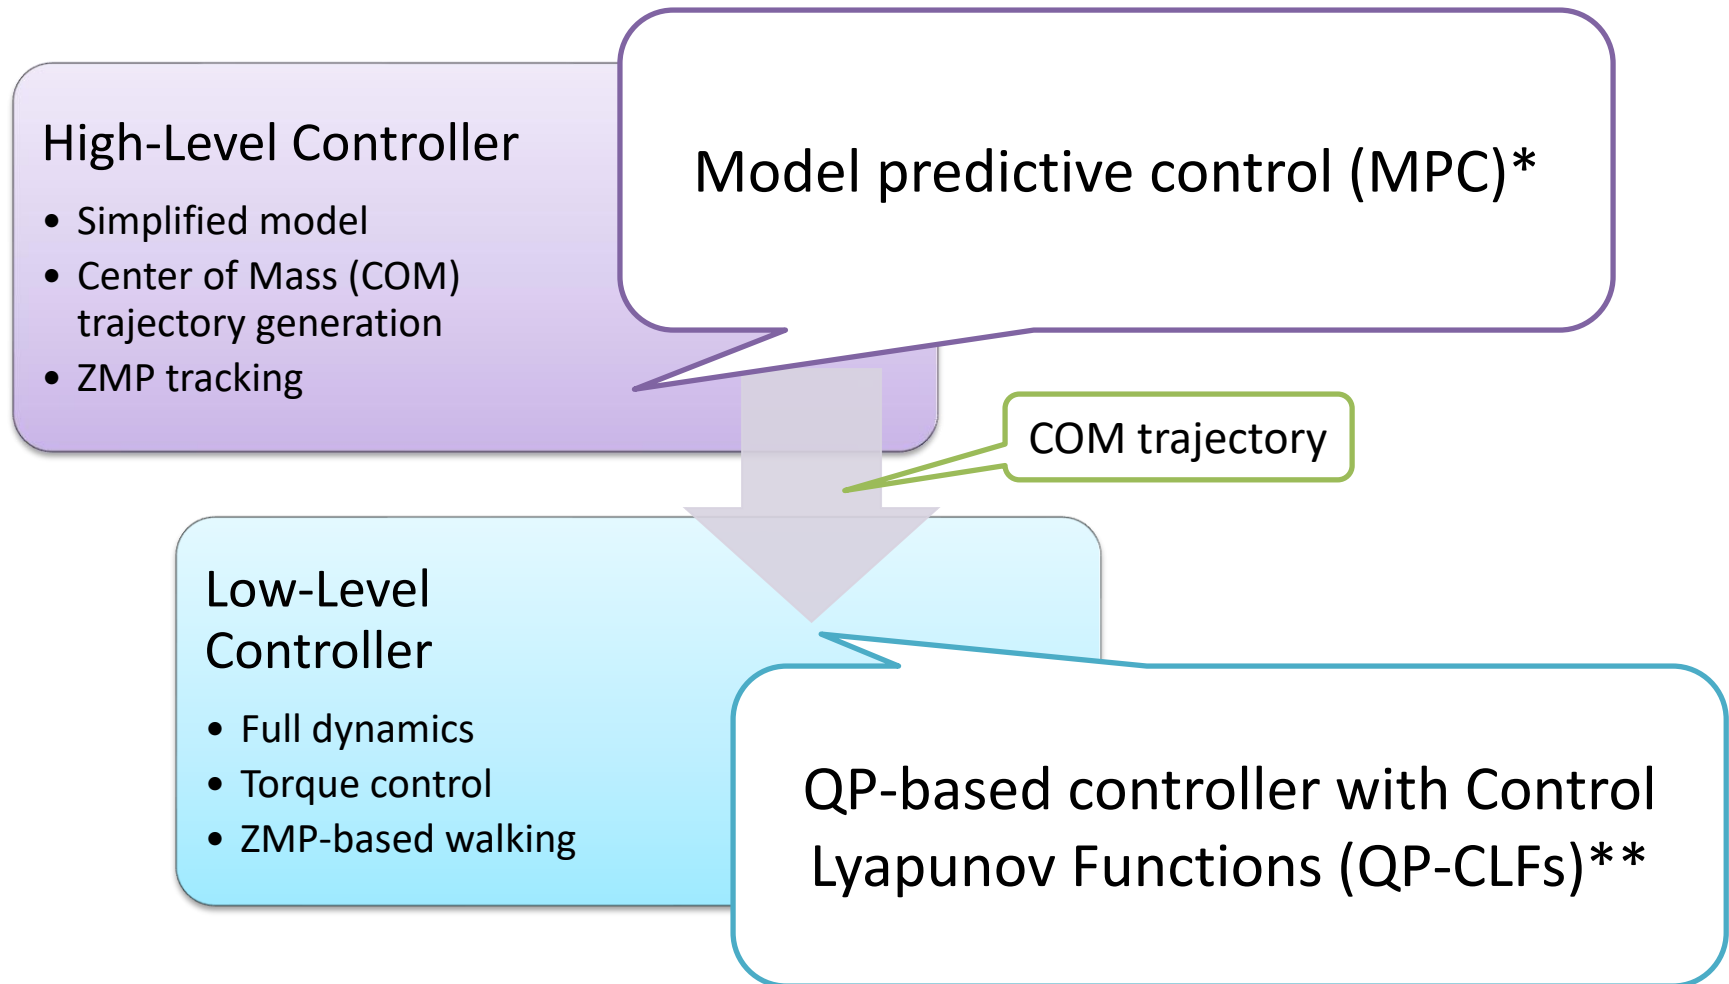 High-Level Controller
• Simplified model
• Center of Mass (COM)
trajectory generation
• ZMP tracking
Model predictive control (MPC)*
COM trajectory
Low-Level
Controller
• Full dynamics
• Torque control
• ZMP-based walking
QP-based controller with Control
Lyapunov Functions (QP-CLFs)**